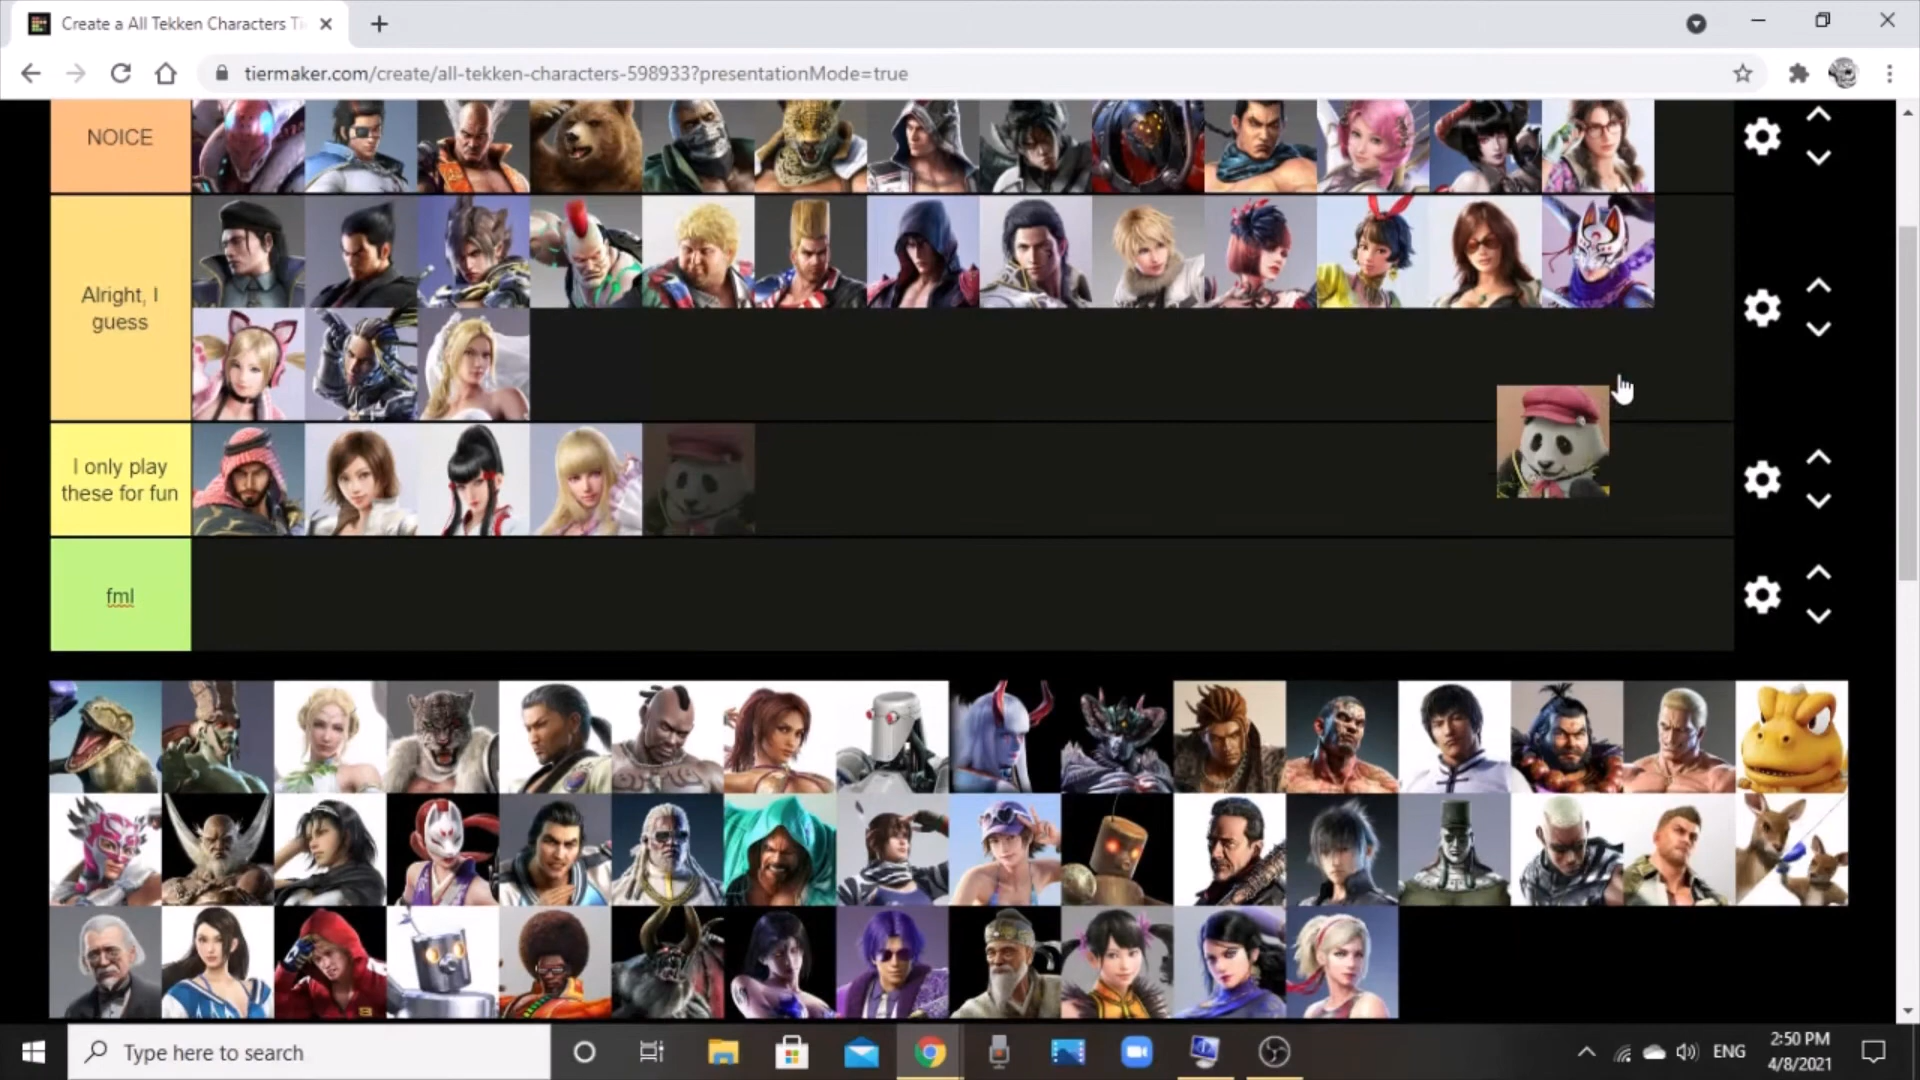 Create a All Tekken Characters Ti
tiermaker.com/create/all-tekken-characters-598933?presentationMode=true
NOICE
Alright, I
guess
I only play
these for fun
fml
Type here to search
ENG
2:50 PM
4/8/2021